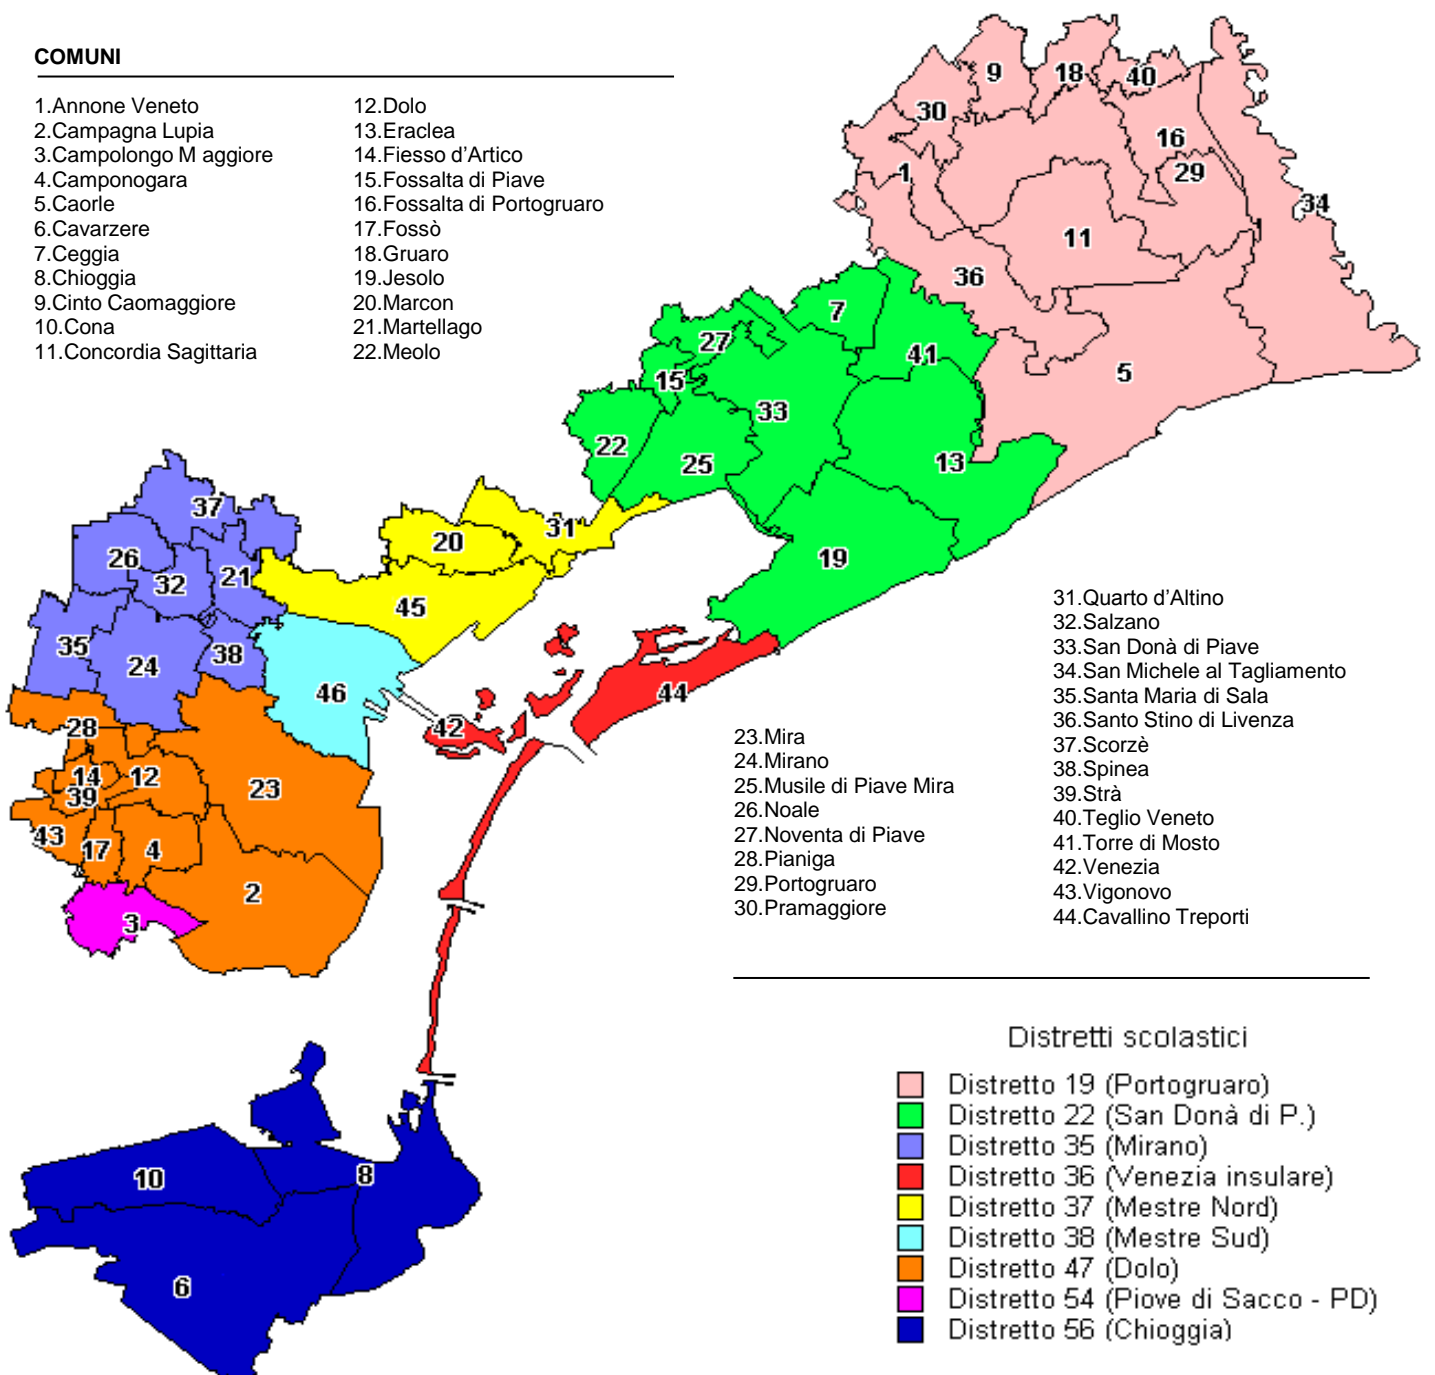 COMUNI
1.Annone Veneto
2.Campagna Lupia
3.Campolongo M aggiore
4.Camponogara
5.Caorle
6.Cavarzere
7.Ceggia
8.Chioggia
9.Cinto Caomaggiore
10.Cona
11.Concordia Sagittaria
12.Dolo
13.Eraclea
14.Fiesso d'Artico
15.Fossalta di Piave
16.Fossalta di Portogruaro
17.Fossò
18.Gruaro
19.Jesolo
20.Marcon
21.Martellago
22.Meolo
9
18
40
30
16
1
29
34
11
36
7
27
41
15
5
33
22
25
13
37
31
20
26
32
21
19
45
35
24
38
46
44
42
28
14
12
39
23
43
17
4
2
3
10
8
6
23.Mira
24.Mirano
25.Musile di Piave Mira
26.Noale
27.Noventa di Piave
28.Pianiga
29.Portogruaro
30.Pramaggiore
31.Quarto d'Altino
32.Salzano
33.San Donà di Piave
34.San Michele al Tagliamento
35.Santa Maria di Sala
36.Santo Stino di Livenza
37.Scorzè
38.Spinea
39.Strà
40.Teglio Veneto
41.Torre di Mosto
42.Venezia
43.Vigonovo
44.Cavallino Treporti
Distretti scolastici
Distretto 19 (Portogruaro)
Distretto 22 (San Donà di P.)
Distretto 35 (Mirano)
Distretto 36 (Venezia insulare)
Distretto 37 (Mestre Nord)
Distretto 38 (Mestre Sud)
Distretto 47 (Dolo)
Distretto 54 (Piove di Sacco - PD)
Distretto 56 (Chioggia)